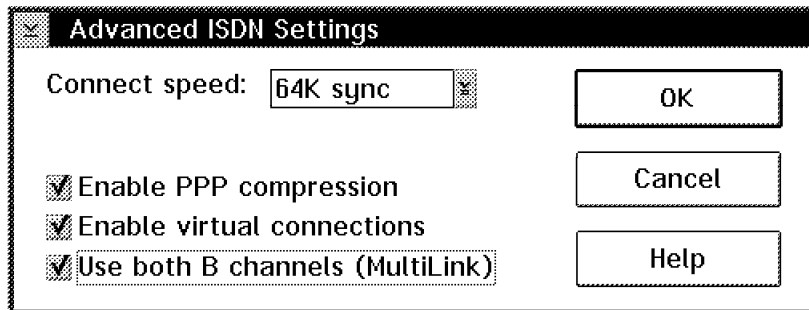 Advanced ISDN Settings
Connect speed: 64K sync
OK
Cancel
Enable PPP compression
Enable virtual connections
Use both B channels (MultiLink)
Help